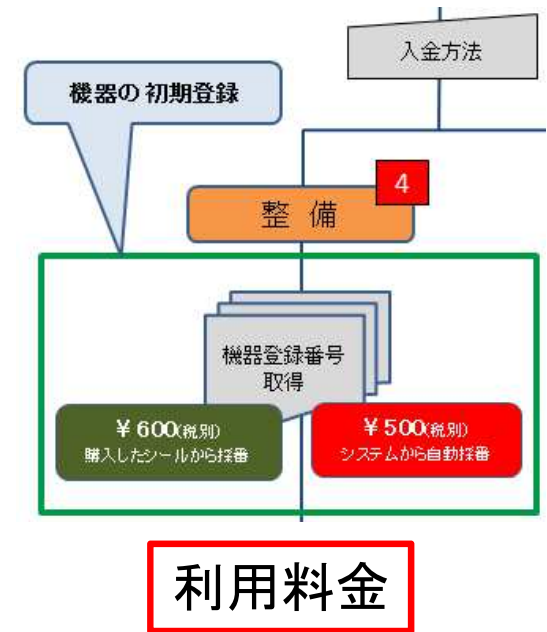 入金方法
機器の初期登録
4
整 備
機器登録番号
取得
￥600(税別)
購入したシールから採番
￥500(税別)
システムから自動採番
利用料金